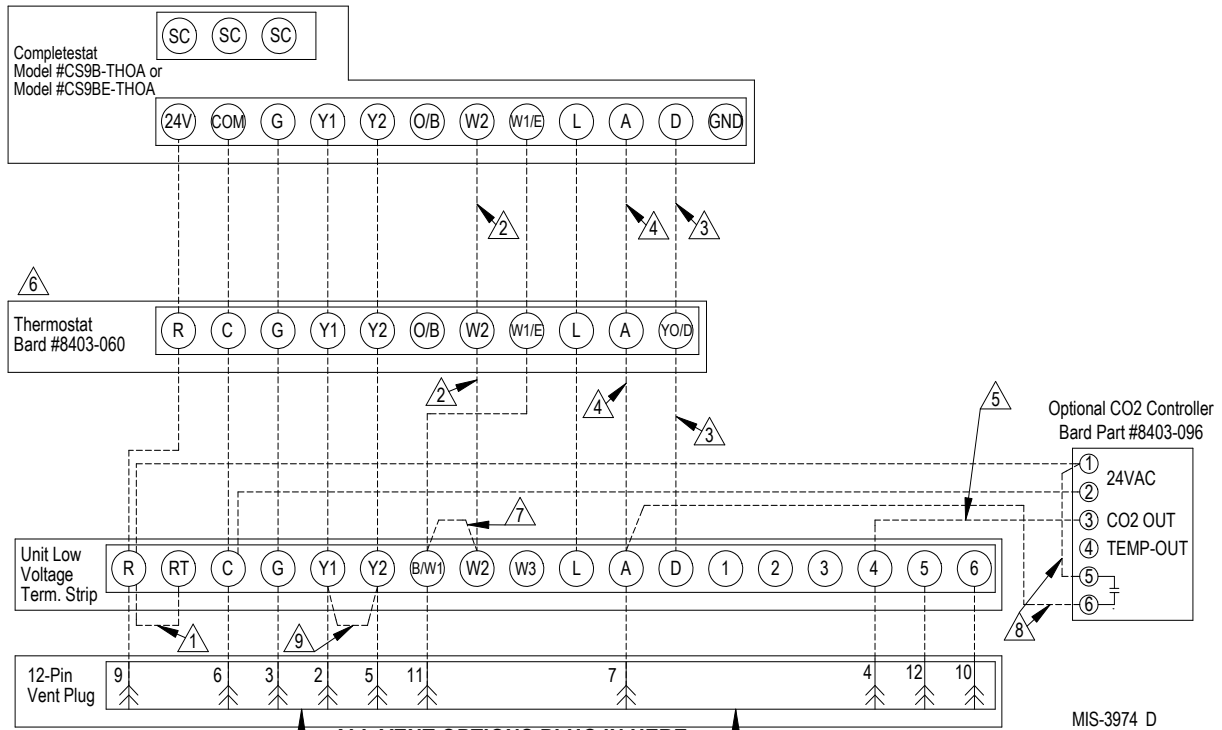 SC SC SC
Completestat
Model #CS9B-THOA or
Model #CS9BE-THOA
24V COM G Y1 Y2 O/B W2 W1/E L A D GND
2 4 3
6
Thermostat
Bard #8403-060
R C G Y1 Y2 O/B W2 W1/E L A YO/D
2 4 3 5
Optional CO2 Controller
Bard Part #8403-096
1 24VAC
2
3 CO2 OUT
4 TEMP-OUT
5
6
7
8
Unit Low
Voltage
Term. Strip
R RT C G Y1 Y2 B/W1 W2 W3 L A D 1 2 3 4 5 6
1 9
12-Pin
Vent Plug
9 6 3 2 5 11 7 4 12 10
MIS-3974 D